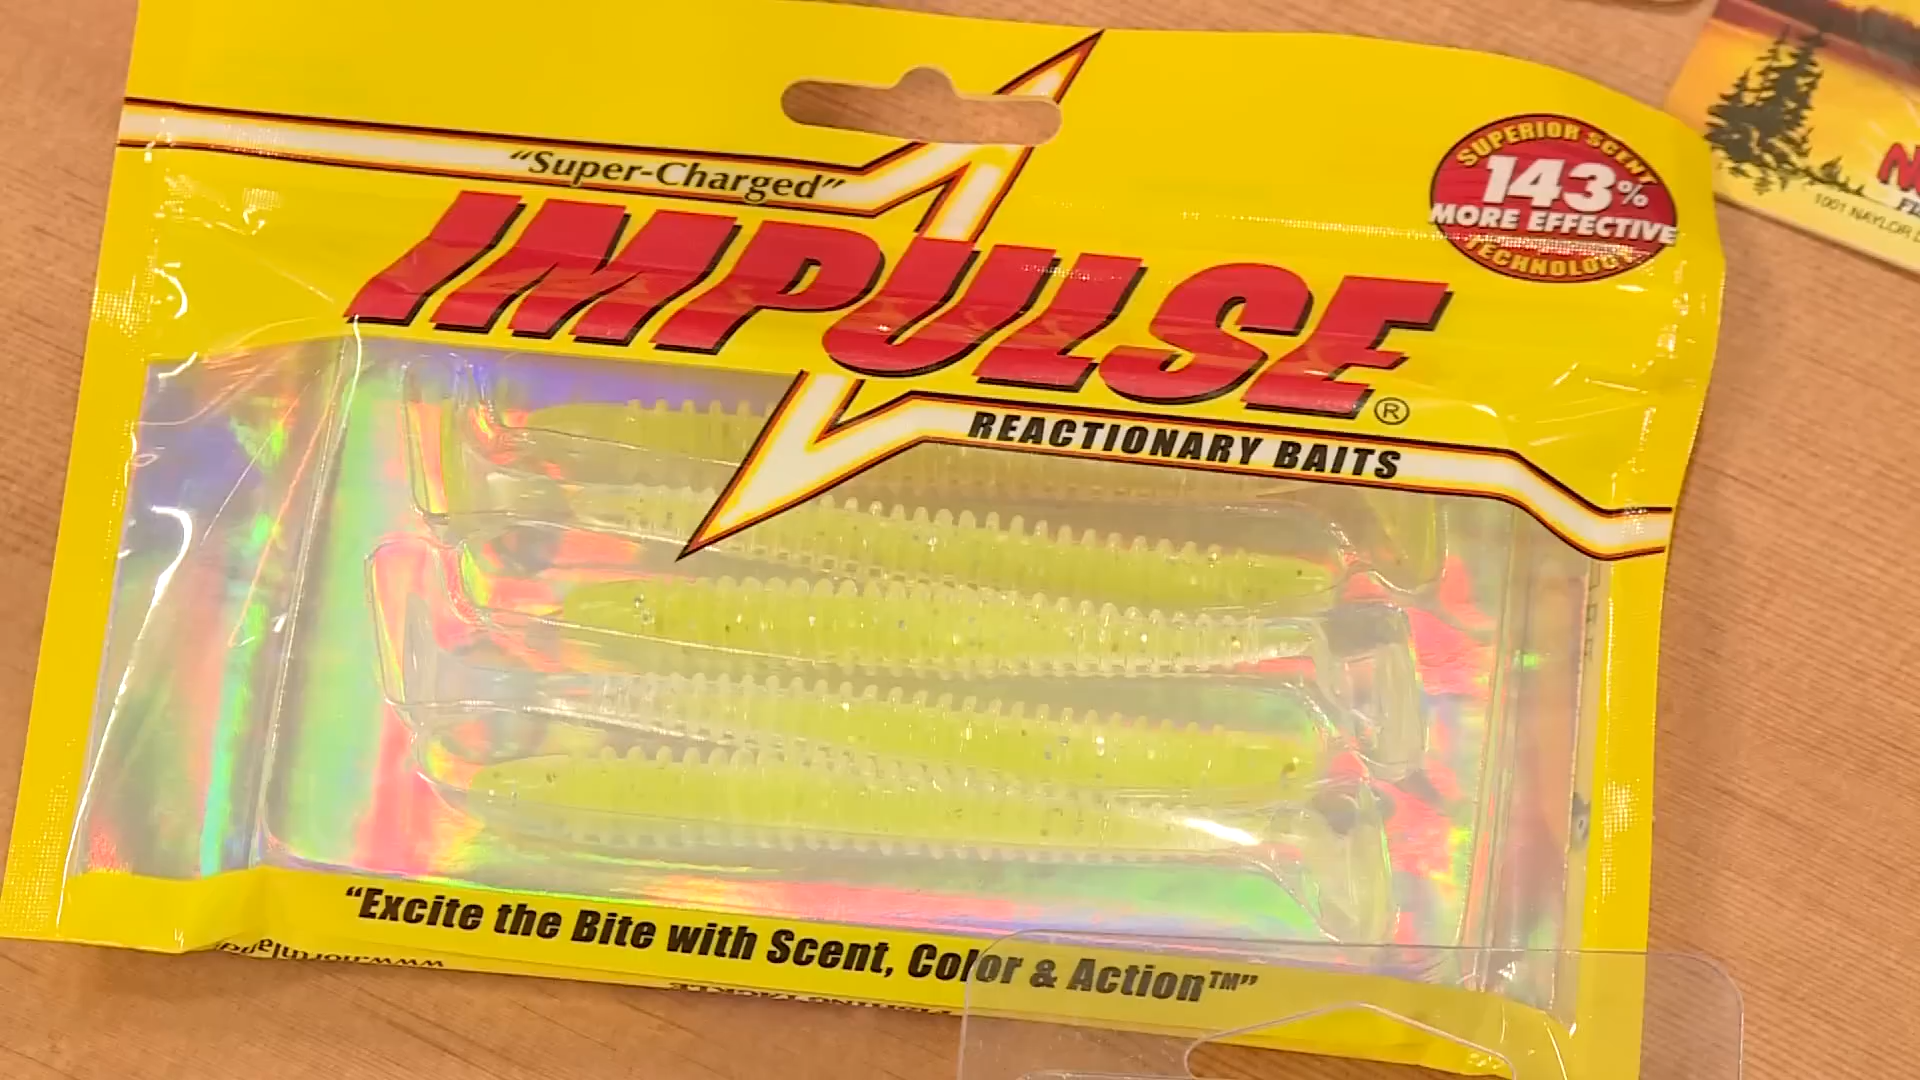 "Super-Charged"
IMPULSE®
REACTIONARY BAITS
SUPERIOR SCENT
143%
MORE EFFECTIVE
TECHNOLOGY
"Excite the Bite with Scent, Color & Action™"
1001 NAYLOR